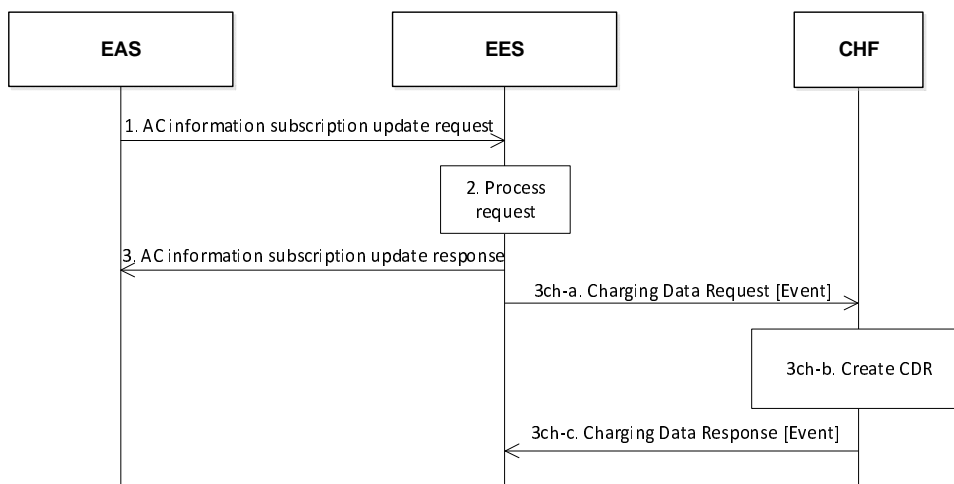 EAS
EES
CHF
1. AC information subscription update request
2. Process
request
3. AC information subscription update response
3ch-a. Charging Data Request [Event]
3ch-b. Create CDR
3ch-c. Charging Data Response [Event]